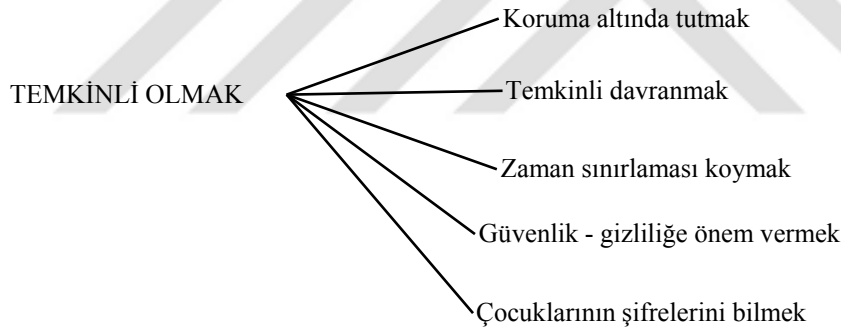 Koruma altında tutmak
TEMKİNLİ OLMAK
Temkinli davranmak
Zaman sınırlaması koymak
Güvenlik - gizliliğe önem vermek
Çocuklarının şifrelerini bilmek